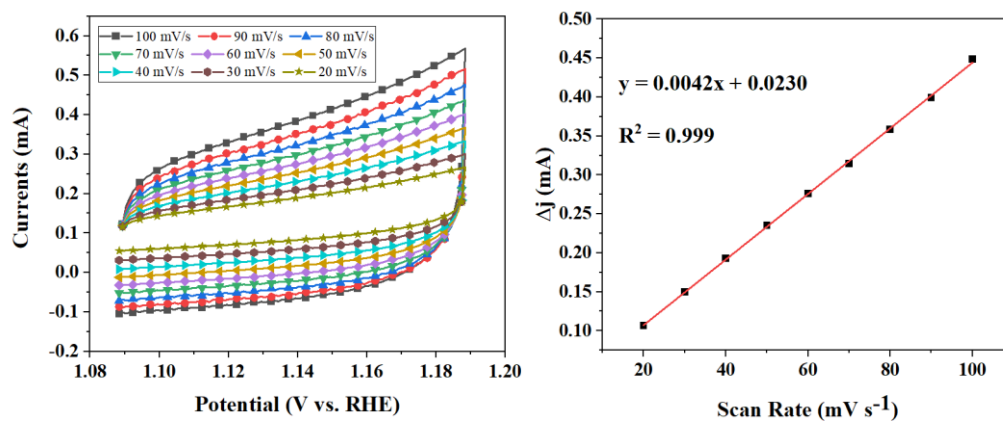 100 mV/s 90 mV/s 80 mV/s
70 mV/s 60 mV/s 50 mV/s
40 mV/s 30 mV/s 20 mV/s
0.6
0.5
0.4
0.3
0.2
0.1
0.0
-0.1
-0.2
Currents (mA)
1.08 1.10 1.12 1.14 1.16 1.18 1.20
Potential (V vs. RHE)
y = 0.0042x + 0.0230
R² = 0.999
0.50
0.45
0.40
0.35
0.30
0.25
0.20
0.15
0.10
Δj (mA)
20 40 60 80 100
Scan Rate (mV s⁻¹)